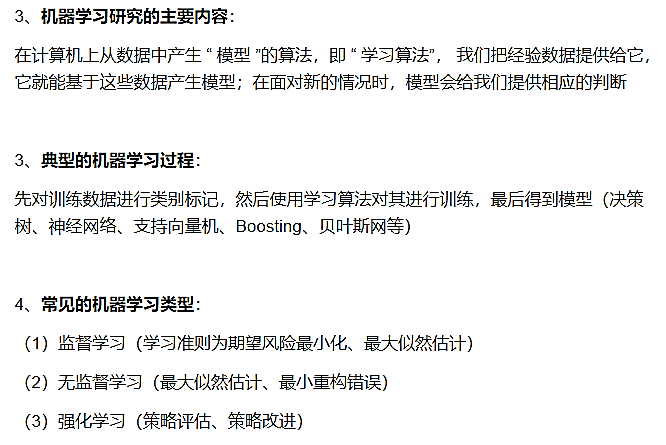 3、机器学习研究的主要内容：
在计算机上从数据中产生 “ 模型 ”的算法，即 “ 学习算法”， 我们把经验数据提供给它，
它就能基于这些数据产生模型；在面对新的情况时，模型会给我们提供相应的判断
3、典型的机器学习过程：
先对训练数据进行类别标记，然后使用学习算法对其进行训练，最后得到模型（决策
树、神经网络、支持向量机、Boosting、贝叶斯网等）
4、常见的机器学习类型：
（1）监督学习（学习准则为期望风险最小化、最大似然估计）
（2）无监督学习（最大似然估计、最小重构错误）
（3）强化学习（策略评估、策略改进）